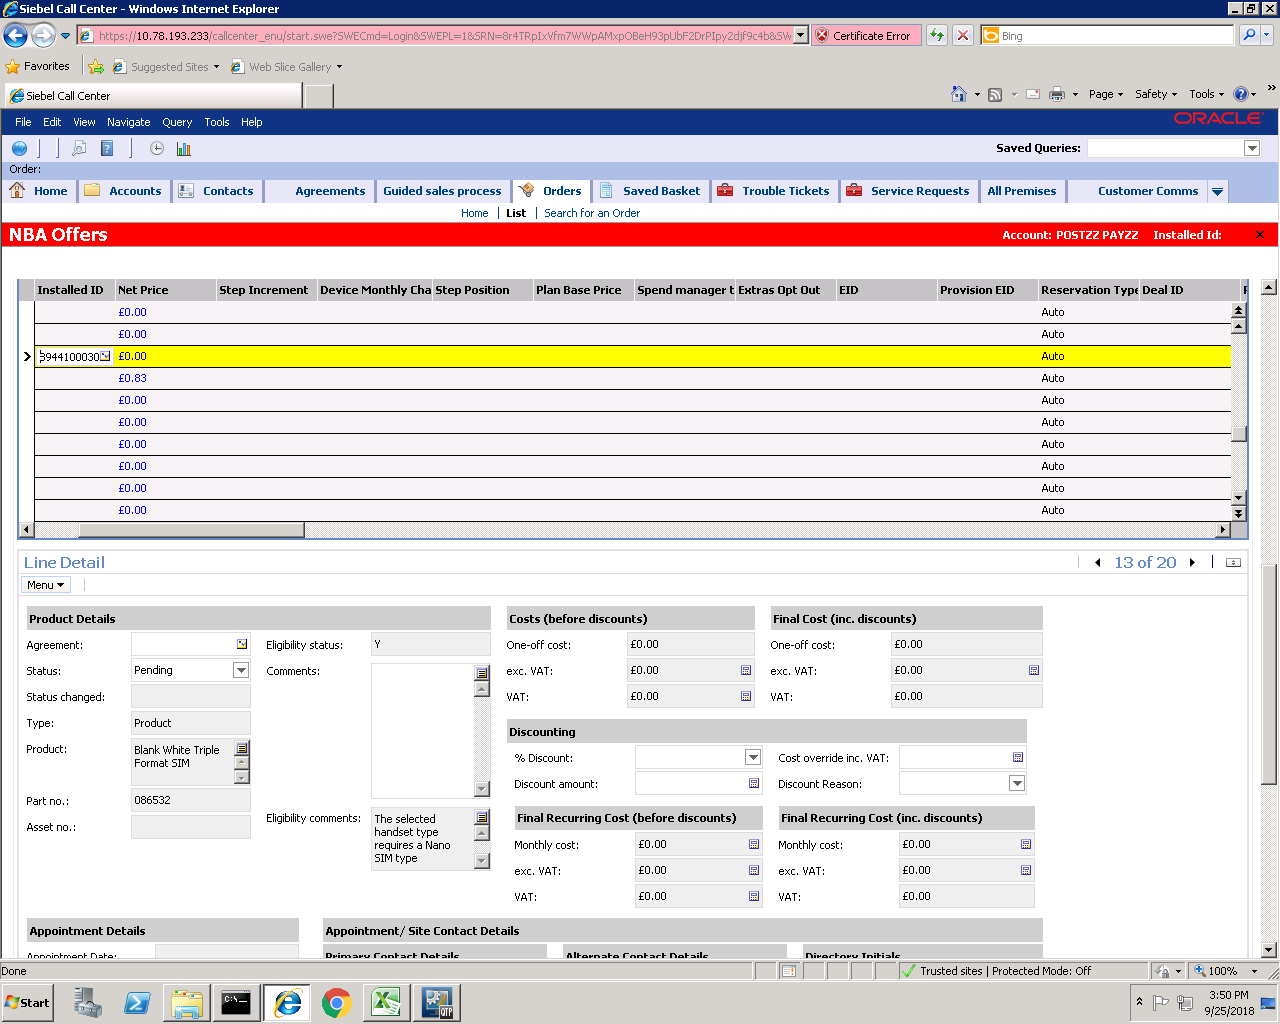 Siebel Call Center - Windows Internet Explorer
https://10.78.193.233/callcenter_enu/start.swe?SWECmd=Login&SWEPL=1&SRN=8r4TRpIxVfm7WWpAMxpOBeH93pUbF2DrPIpy2djf9c4b&SW
Certificate Error
Bing
Favorites
Suggested Sites
Web Slice Gallery
Siebel Call Center
Page
Safety
Tools
File Edit View Navigate Query Tools Help
ORACLE
Saved Queries:
Order:
Home
Accounts
Contacts
Agreements
Guided sales process
Orders
Saved Basket
Trouble Tickets
Service Requests
All Premises
Customer Comms
Home | List | Search for an Order
NBA Offers
Account: POSTZZ PAYZZ
Installed Id:
Installed ID Net Price Step Increment Device Monthly Cha Step Position Plan Base Price Spend manager t Extras Opt Out EID Provision EID Reservation Type Deal ID
£0.00 Auto
£0.00 Auto
3944100030 £0.00 Auto
£0.83 Auto
£0.00 Auto
£0.00 Auto
£0.00 Auto
£0.00 Auto
£0.00 Auto
£0.00 Auto
Line Detail
13 of 20
Menu
Product Details
Agreement:
Status: Pending
Status changed:
Type: Product
Product: Blank White Triple
Format SIM
Part no.: 086532
Asset no.:
Eligibility status: Y
Comments:
Eligibility comments: The selected
handset type
requires a Nano
SIM type
Costs (before discounts)
One-off cost: £0.00
exc. VAT: £0.00
VAT: £0.00
Final Cost (inc. discounts)
One-off cost: £0.00
exc. VAT: £0.00
VAT: £0.00
Discounting
% Discount:
Cost override inc. VAT:
Discount amount:
Discount Reason:
Final Recurring Cost (before discounts)
Monthly cost: £0.00
exc. VAT: £0.00
VAT: £0.00
Final Recurring Cost (inc. discounts)
Monthly cost: £0.00
exc. VAT: £0.00
VAT: £0.00
Appointment Details
Appointment Date:
Appointment/ Site Contact Details
Primary Contact Details
Alternate Contact Details
Directory Initials
Done
Trusted sites | Protected Mode: Off
100%
Start
C:\.
QTP
3:50 PM
9/25/2018